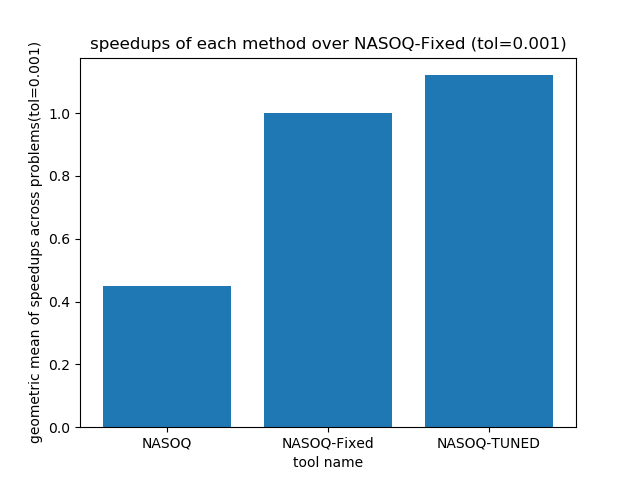 speedups of each method over NASOQ-Fixed (tol=0.001)
geometric mean of speedups across problems(tol=0.001)
1.0
0.8
0.6
0.4
0.2
0.0
NASOQ NASOQ-Fixed NASOQ-TUNED
tool name